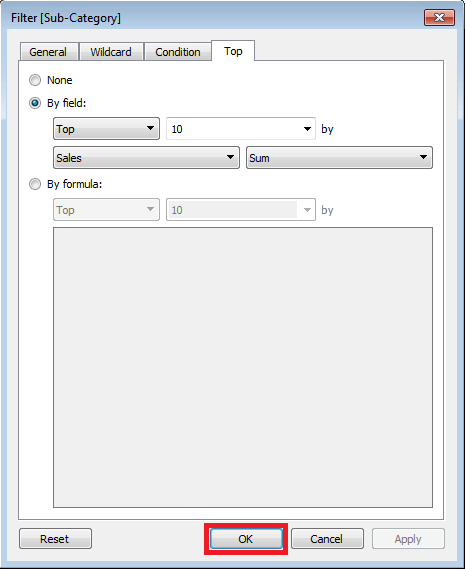 Filter [Sub-Category]
General Wildcard Condition Top
None
By field:
Top 10 by
Sales Sum
By formula:
Top 10 by
Reset OK Cancel Apply